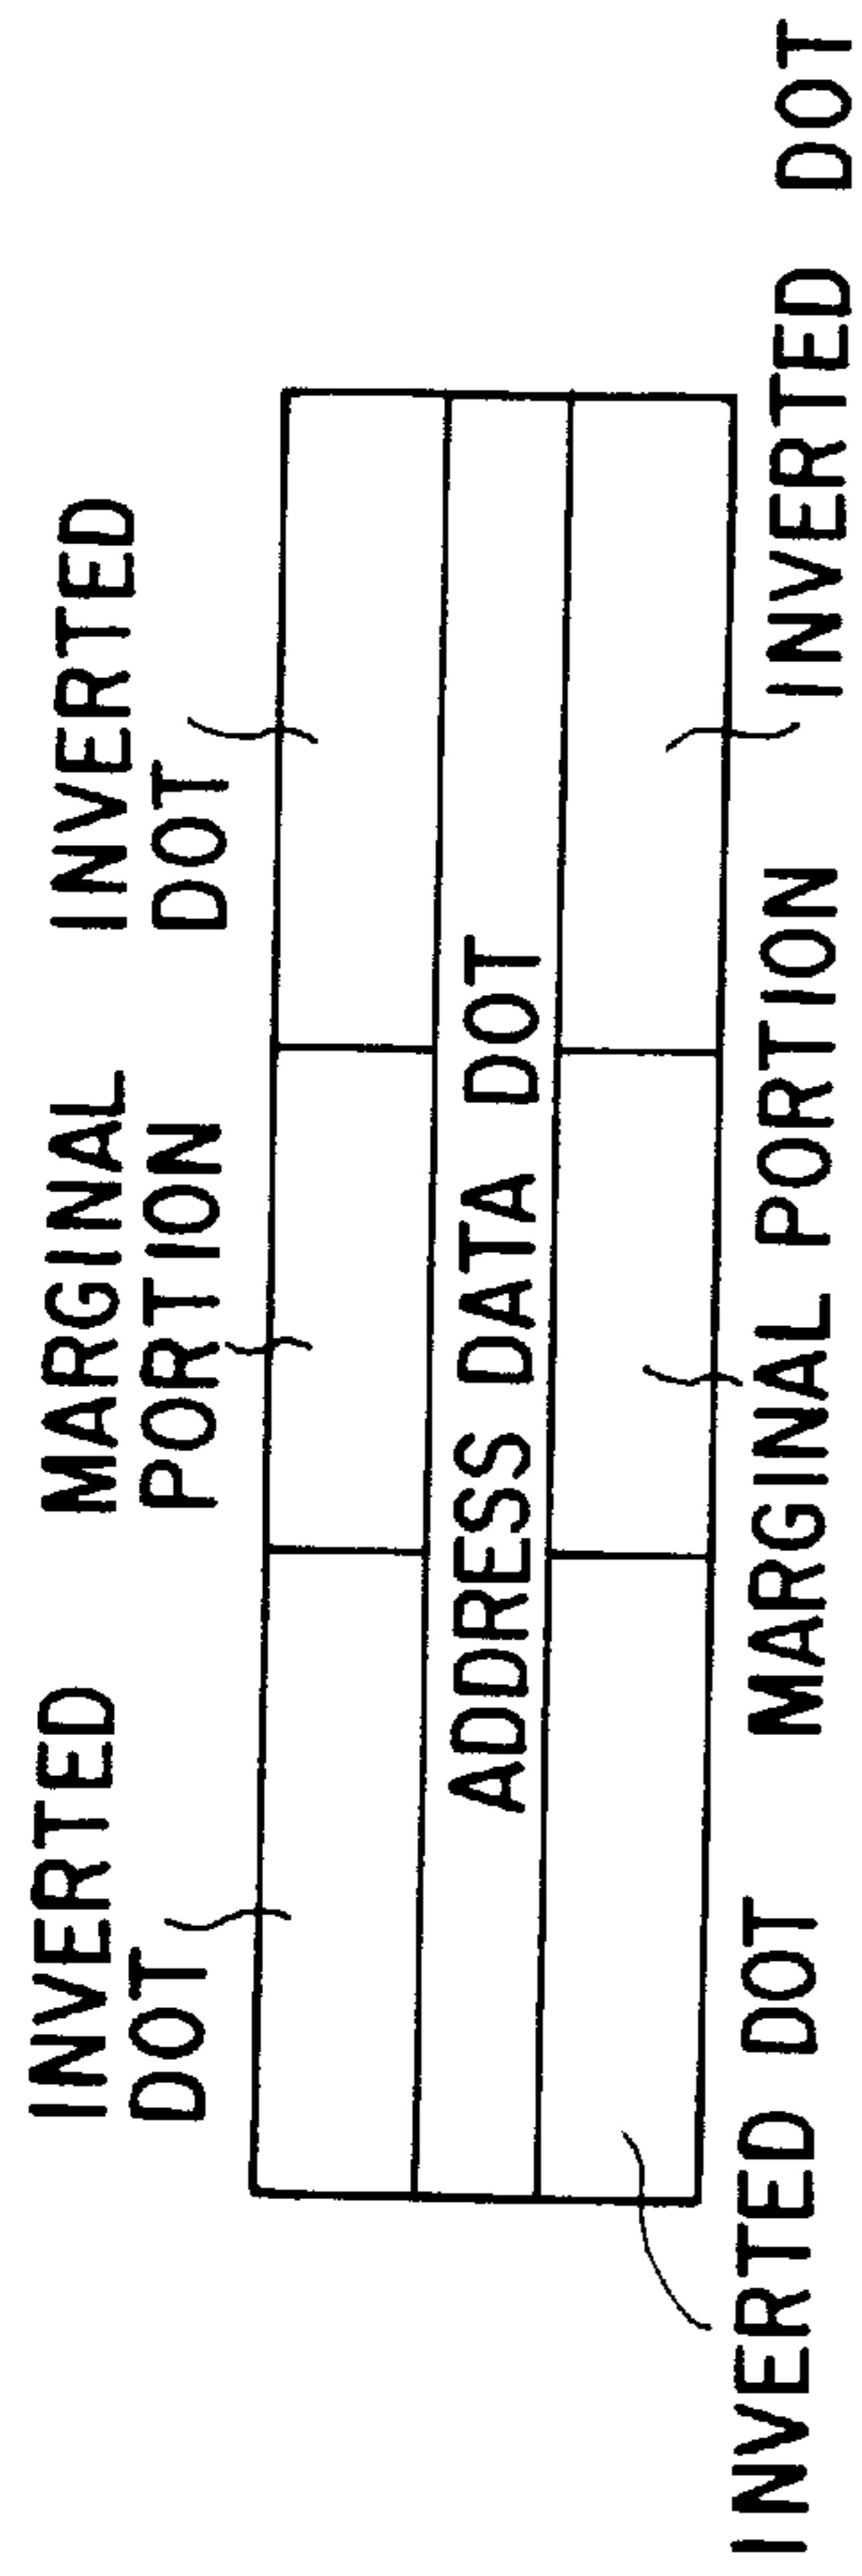 INVERTED
DOT
MARGINAL
PORTION
INVERTED
DOT
ADDRESS DATA DOT
INVERTED DOT
MARGINAL PORTION
INVERTED DOT